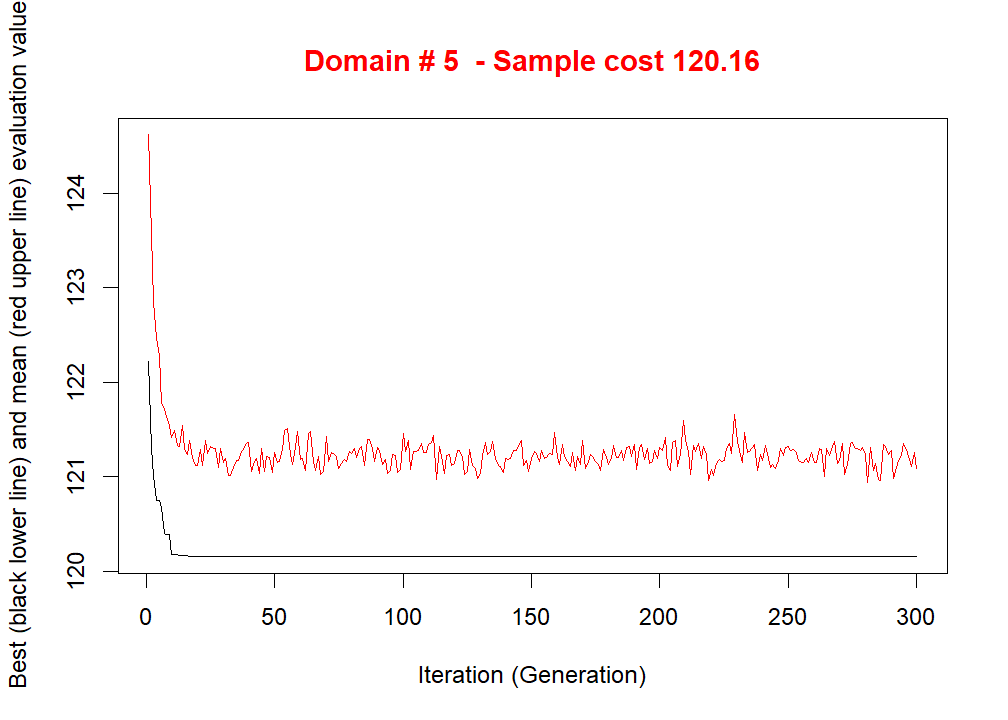 Domain # 5  - Sample cost 120.16
Best (black lower line) and mean (red upper line) evaluation value
124
123
122
121
120
0 50 100 150 200 250 300
Iteration (Generation)